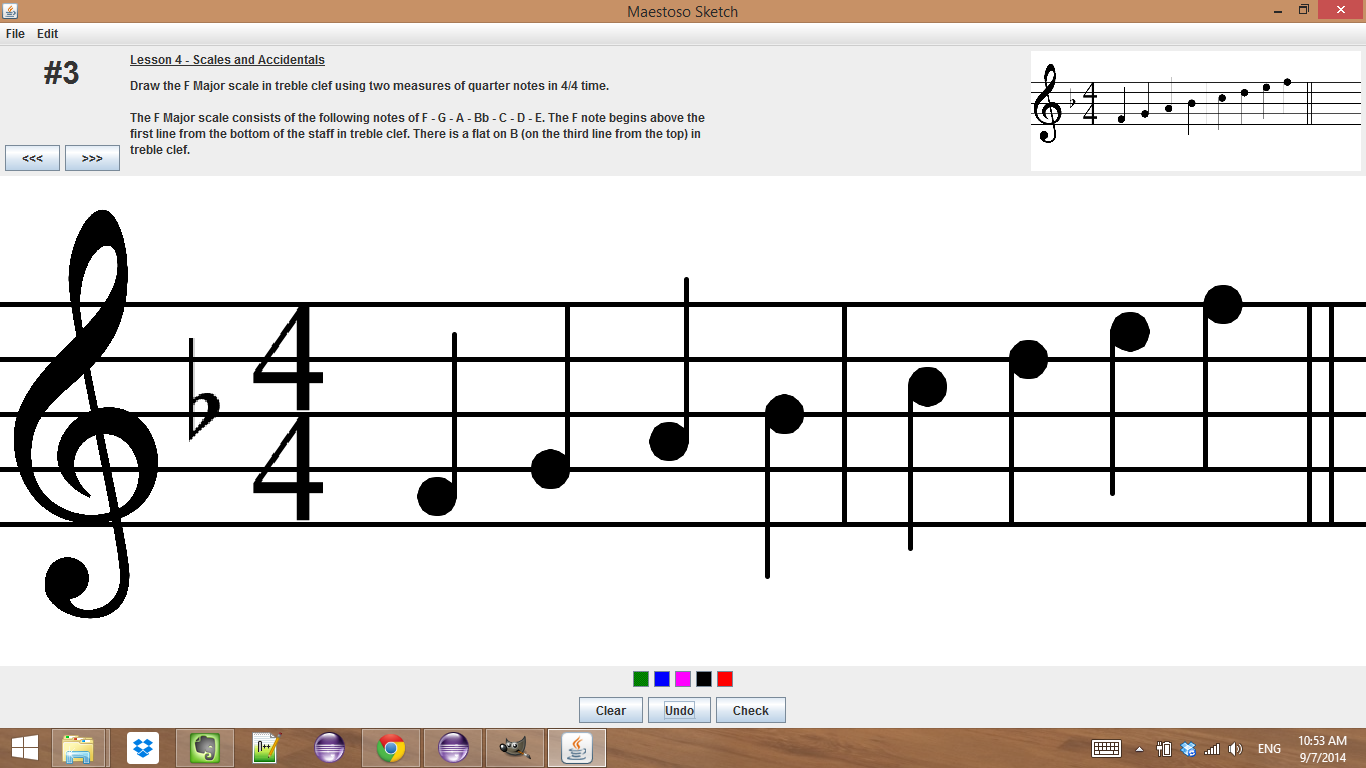 Maestoso Sketch
File Edit
#3
Lesson 4 - Scales and Accidentals
Draw the F Major scale in treble clef using two measures of quarter notes in 4/4 time.
The F Major scale consists of the following notes of F - G - A - Bb - C - D - E. The F note begins above the
first line from the bottom of the staff in treble clef. There is a flat on B (on the third line from the top) in
treble clef.
<<< >>>
4
4
4
4
Clear Undo Check
ENG
10:53 AM
9/7/2014